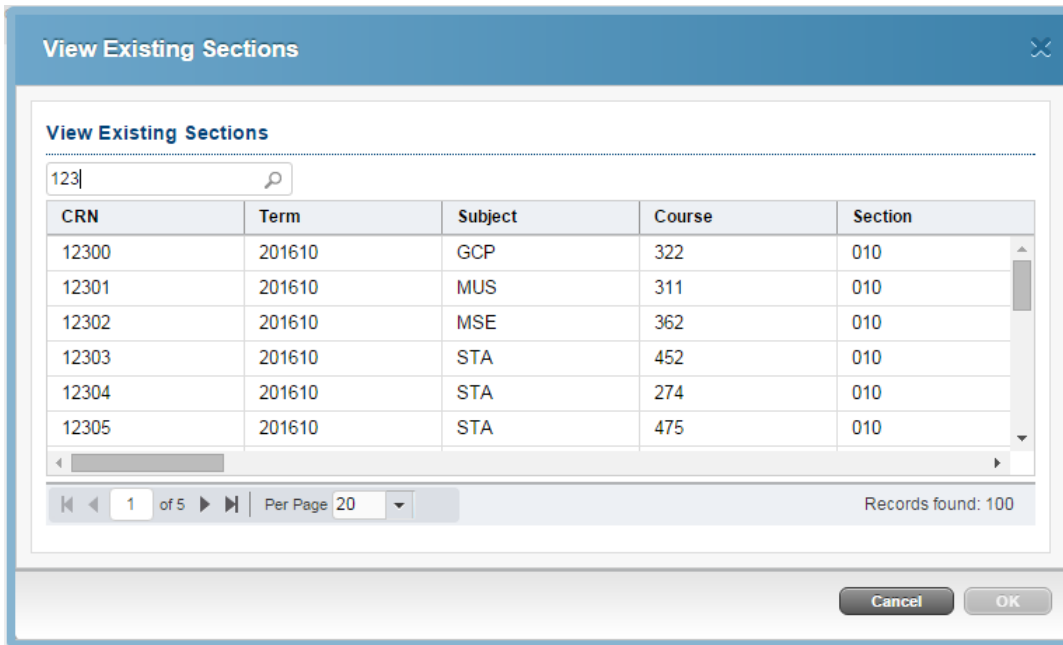 View Existing Sections
View Existing Sections
123
CRN Term Subject Course Section
12300 201610 GCP 322 010
12301 201610 MUS 311 010
12302 201610 MSE 362 010
12303 201610 STA 452 010
12304 201610 STA 274 010
12305 201610 STA 475 010
1 of 5 Per Page 20 Records found: 100
Cancel OK